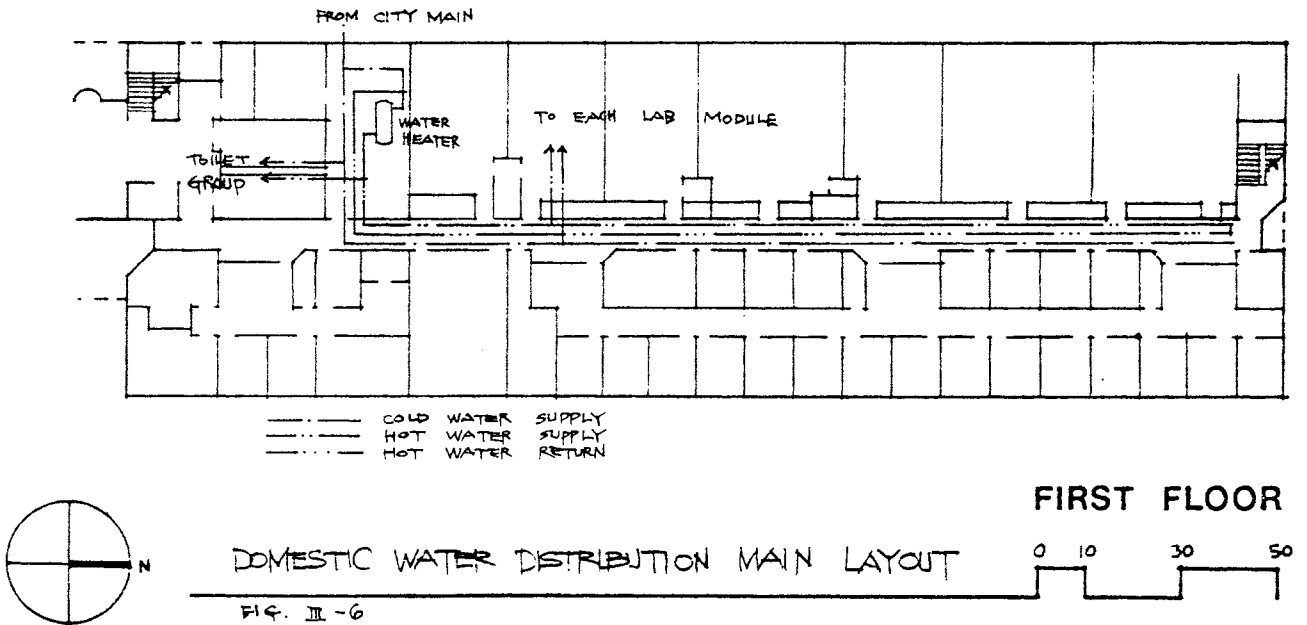 FROM CITY MAIN
WATER
HEATER
TO EACH LAB MODULE
TOILET
GROUP
COLD WATER SUPPLY
HOT WATER SUPPLY
HOT WATER RETURN
FIRST FLOOR
N
DOMESTIC WATER DISTRIBUTION MAIN LAYOUT
0 10 30 50
FIG. III-6